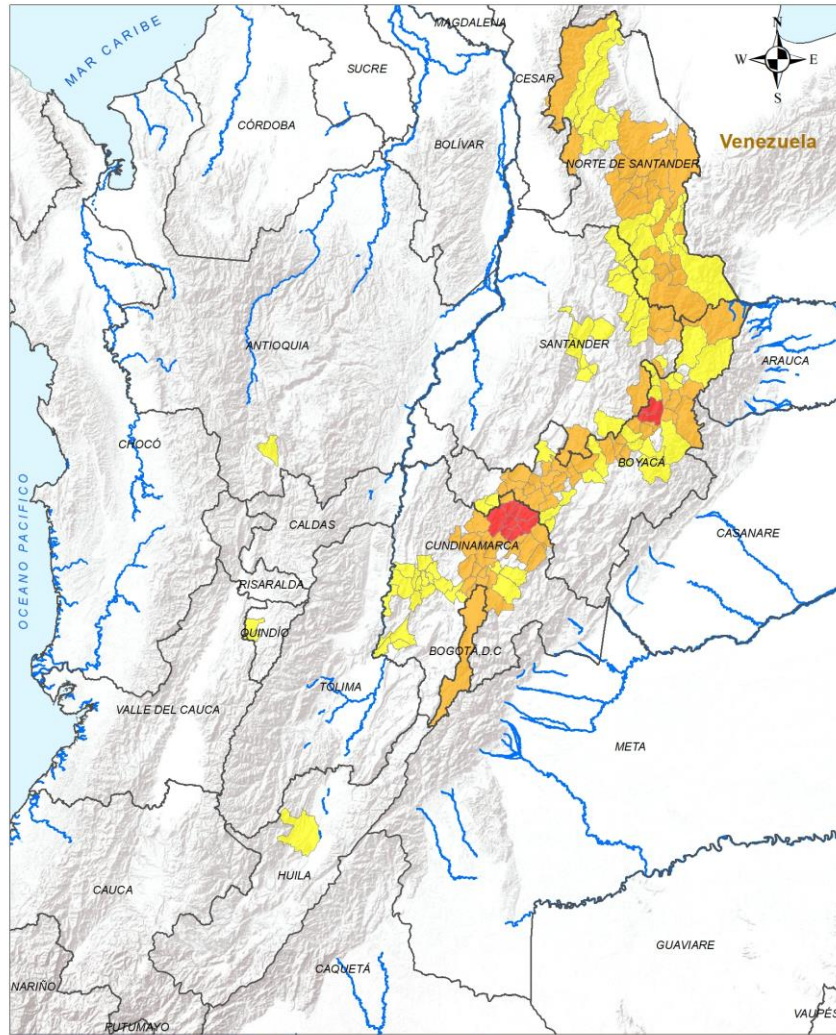 MAGDALENA
MAR CARIBE
SUCRE
CESAR
N
W
E
S
CÓRDOBA
BOLÍVAR
Venezuela
NORTE DE SANTANDER
ANTIOQUIA
SANTANDER
ARAUCA
CHOCÓ
BOYACÁ
CALDAS
CUNDINAMARCA
CASANARE
OCEANO PACIFICO
RISARALDA
QUINDÍO
BOGOTÁ,D.C
TOLIMA
VALLE DEL CAUCA
META
HUILA
CAUCA
GUAVIARE
CAQUETÁ
NARIÑO
PUTUMAYO
VAUPÉS